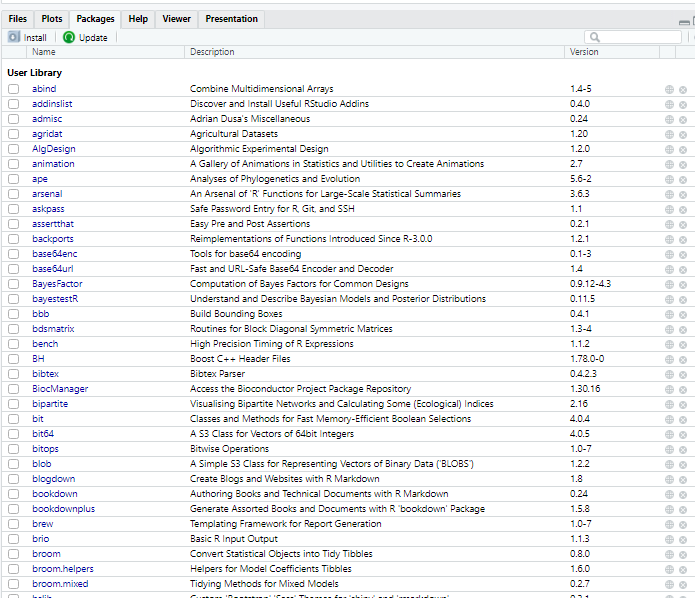 Files Plots Packages Help Viewer Presentation
Install Update
Name Description Version
User Library
abind Combine Multidimensional Arrays 1.4-5
addinslist Discover and Install Useful RStudio Addins 0.4.0
admisc Adrian Dusa's Miscellaneous 0.24
agridat Agricultural Datasets 1.20
AlgDesign Algorithmic Experimental Design 1.2.0
animation A Gallery of Animations in Statistics and Utilities to Create Animations 2.7
ape Analyses of Phylogenetics and Evolution 5.6-2
arsenal An Arsenal of 'R' Functions for Large-Scale Statistical Summaries 3.6.3
askpass Safe Password Entry for R, Git, and SSH 1.1
assertthat Easy Pre and Post Assertions 0.2.1
backports Reimplementations of Functions Introduced Since R-3.0.0 1.2.1
base64enc Tools for base64 encoding 0.1-3
base64url Fast and URL-Safe Base64 Encoder and Decoder 1.4
BayesFactor Computation of Bayes Factors for Common Designs 0.9.12-4.3
bayestestR Understand and Describe Bayesian Models and Posterior Distributions 0.11.5
bbb Build Bounding Boxes 0.4.1
bdsmatrix Routines for Block Diagonal Symmetric Matrices 1.3-4
bench High Precision Timing of R Expressions 1.1.2
BH Boost C++ Header Files 1.78.0-0
bibtex Bibtex Parser 0.4.2.3
BiocManager Access the Bioconductor Project Package Repository 1.30.16
bipartite Visualising Bipartite Networks and Calculating Some (Ecological) Indices 2.16
bit Classes and Methods for Fast Memory-Efficient Boolean Selections 4.0.4
bit64 A S3 Class for Vectors of 64bit Integers 4.0.5
bitops Bitwise Operations 1.0-7
blob A Simple S3 Class for Representing Vectors of Binary Data ('BLOBS') 1.2.2
blogdown Create Blogs and Websites with R Markdown 1.8
bookdown Authoring Books and Technical Documents with R Markdown 0.24
bookdownplus Generate Assorted Books and Documents with R 'bookdown' Package 1.5.8
brew Templating Framework for Report Generation 1.0-7
brio Basic R Input Output 1.1.3
broom Convert Statistical Objects into Tidy Tibbles 0.8.0
broom.helpers Helpers for Model Coefficients Tibbles 1.6.0
broom.mixed Tidying Methods for Mixed Models 0.2.7